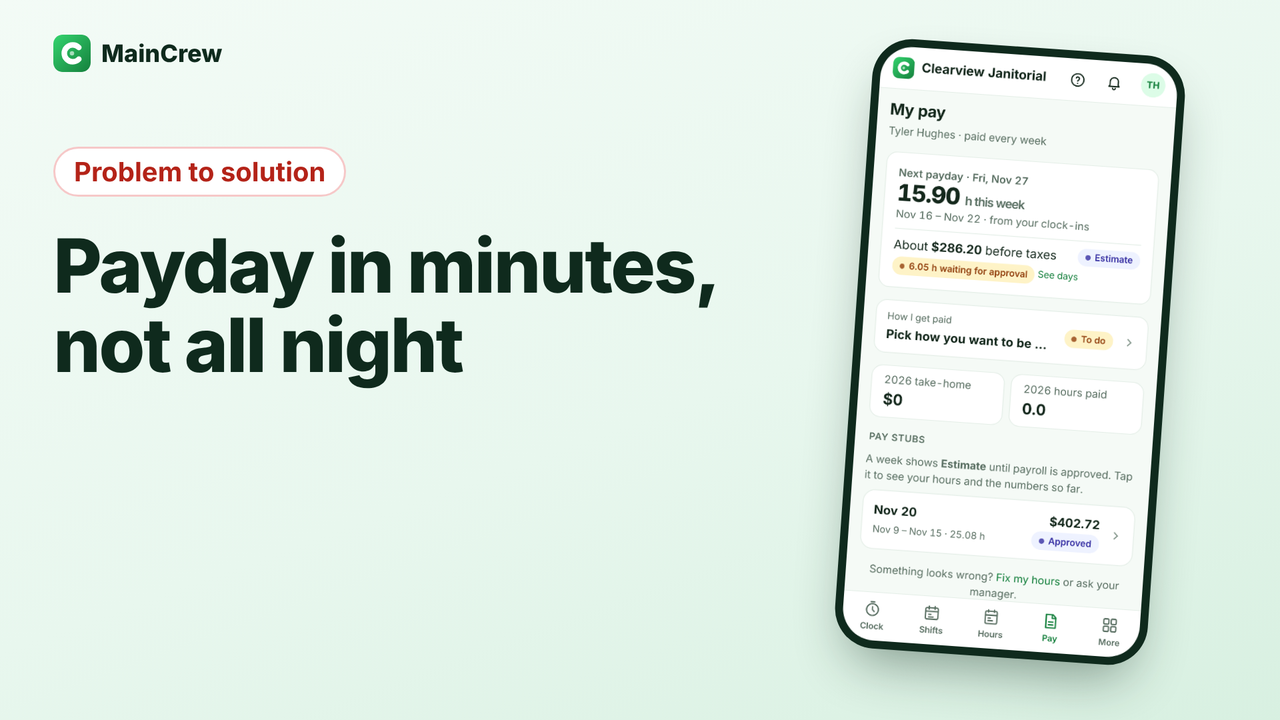 MainCrew
Problem to solution
Payday in minutes,
not all night
Clearview Janitorial
TH
My pay
Tyler Hughes · paid every week
Next payday · Fri, Nov 27
15.90 h this week
Nov 16 – Nov 22 · from your clock-ins
About $286.20 before taxes
Estimate
6.05 h waiting for approval See days
How I get paid
Pick how you want to be ...
To do
2026 take-home
$0
2026 hours paid
0.0
PAY STUBS
A week shows Estimate until payroll is approved. Tap
it to see your hours and the numbers so far.
Nov 20
$402.72
Nov 9 – Nov 15 · 25.08 h
Approved
Something looks wrong? Fix my hours or ask your
manager.
Clock
Shifts
Hours
Pay
More